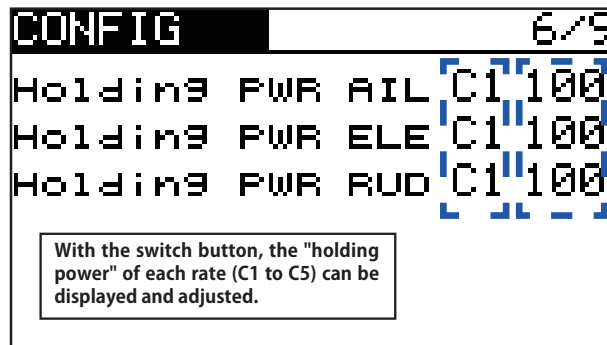 CONFIG 6/9
Holding PWR AIL C1 100
Holding PWR ELE C1 100
Holding PWR RUD C1 100
With the switch button, the "holding
power" of each rate (C1 to C5) can be
displayed and adjusted.